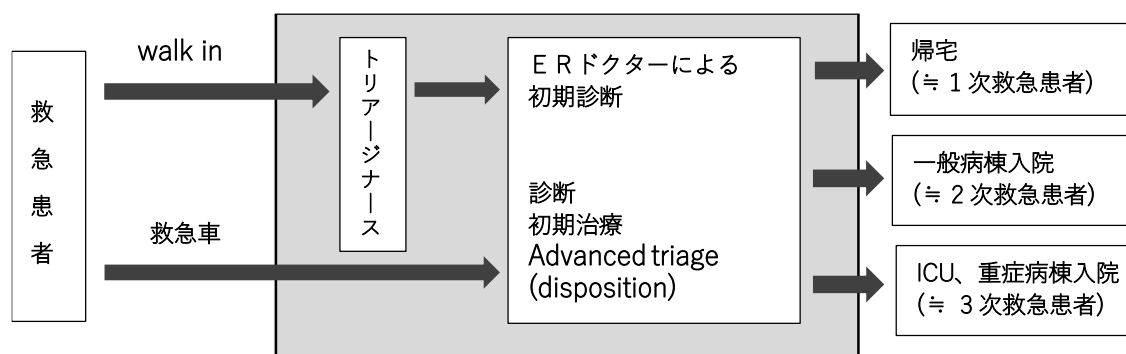 救急患者
walk in
救急車
トリアージナース
ＥＲドクターによる
初期診断
診断
初期治療
Advanced triage
(disposition)
帰宅
(≒ 1 次救急患者)
一般病棟入院
(≒ 2 次救急患者)
ICU、重症病棟入院
(≒ 3 次救急患者)